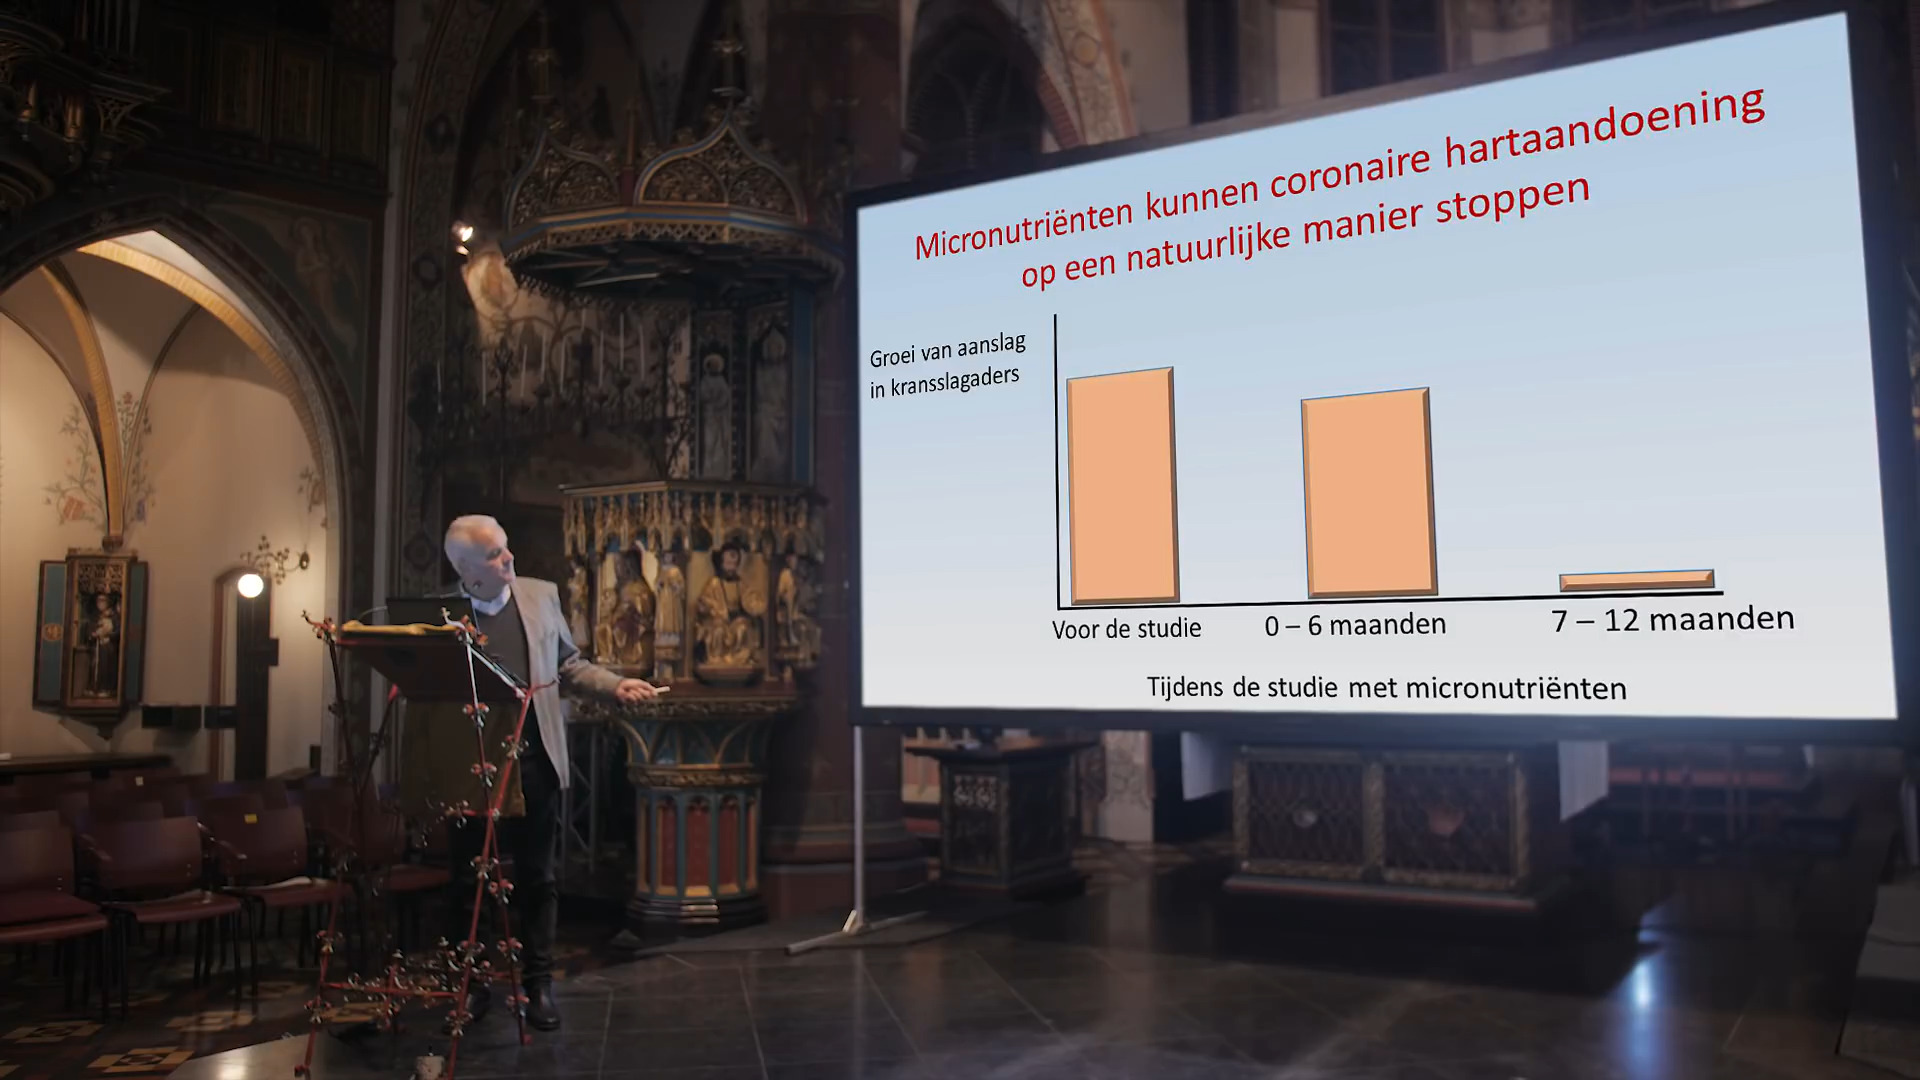 Micronutriënten kunnen coronaire hartaandoening
op een natuurlijke manier stoppen
Groei van aanslag
in kransslagaders
Voor de studie
0 – 6 maanden
7 – 12 maanden
Tijdens de studie met micronutriënten